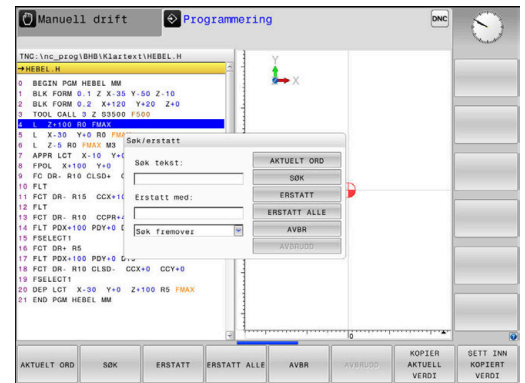 Manuell drift
Programmering
DNC
TNC:\nc_prog\BHB\Klartext\HEBEL.H
→HEBEL.H
0 BEGIN PGM HEBEL MM
1 BLK FORM 0.1 Z X-35 Y-50 Z-10
2 BLK FORM 0.2 X+120 Y+20 Z+0
3 TOOL CALL 3 Z S3500 F500
4 L Z+100 R0 FMAX
5 L X-30 Y+0 R0 FMA
6 L Z-5 R0 FMAX M3
7 APPR LCT X-10 Y+
8 FPOL X+100 Y+0
9 FC DR- R10 CLSD+
10 FLT
11 FCT DR- R15 CCX+10
12 FLT
13 FCT DR- R10 CCPR+
14 FLT PDX+100 PDY+0
15 FSELECT1
16 FCT DR+ R5
17 FLT PDX+100 PDY+0
18 FCT DR- R10 CLSD- CCX+0 CCY+0
19 FSELECT1
20 DEP LCT X-30 Y+0 Z+100 R5 FMAX
21 END PGM HEBEL MM
Y
X
Søk/erstatt
Søk tekst:
Erstatt med:
Søk fremover
AKTUELT ORD
SØK
ERSTATT
ERSTATT ALLE
AVBR
AVBRUDD
0
AKTUELT ORD
SØK
ERSTATT
ERSTATT ALLE
AVBR
AVBRUDD
KOPIER
AKTUELL
VERDI
SETT INN
KOPIERT
VERDI